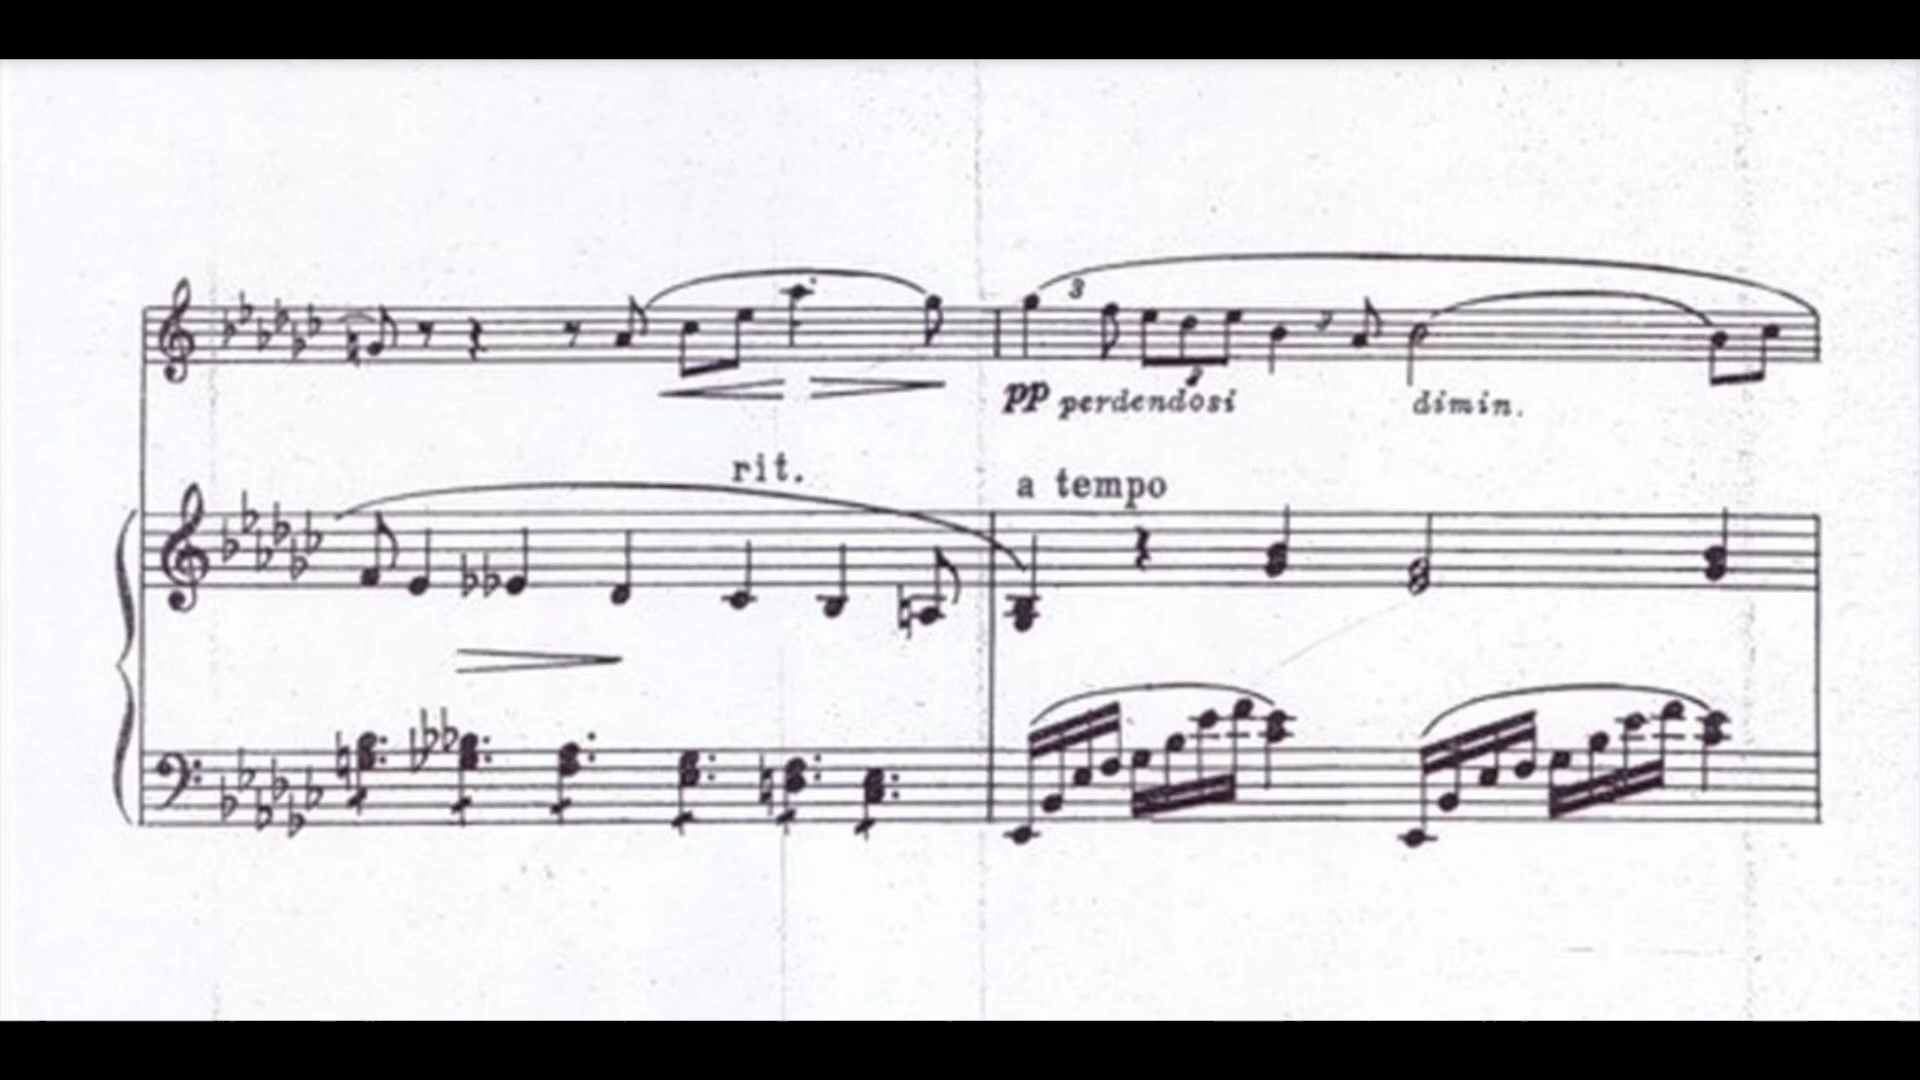 3
pp perdendosi
dimin.
rit.
a tempo